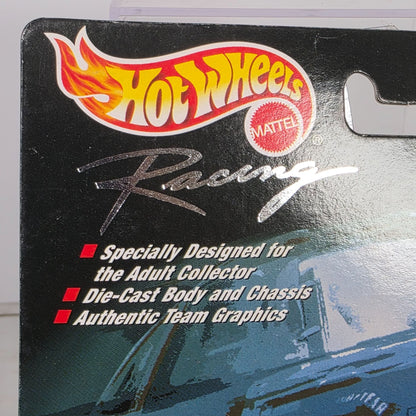 HOT WHEELS
MATTEL
®
Racing
Specially Designed for
the Adult Collector
Die-Cast Body and Chassis
Authentic Team Graphics